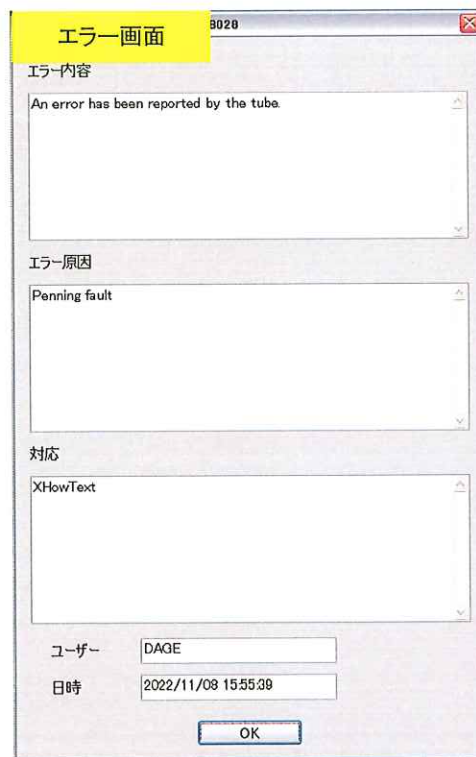 エラー画面
8020
エラー内容
An error has been reported by the tube.
エラー原因
Penning fault
対応
XHowText
ユーザー
DAGE
日時
2022/11/08 15:55:39
OK